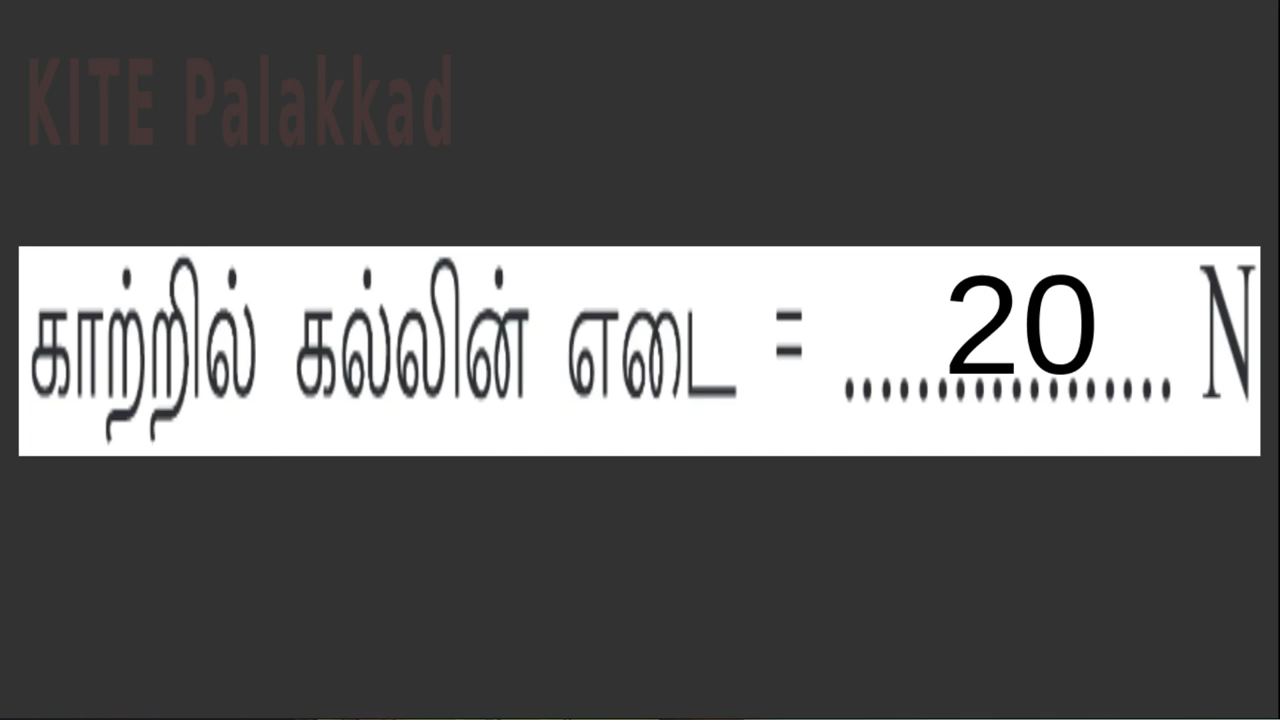 KITE Palakkad
காற்றில் கல்லின் எடை = ........20.......... N